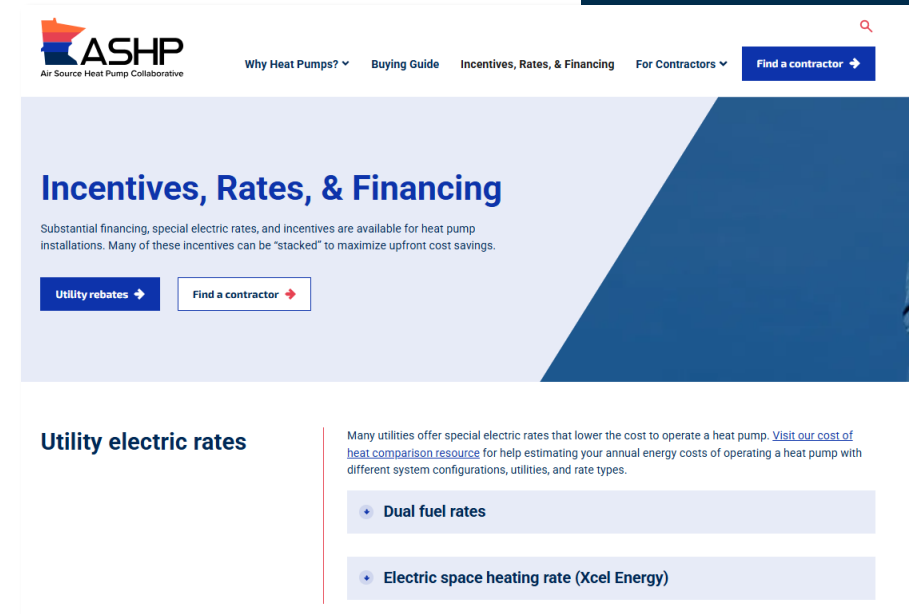 ASHP
Air Source Heat Pump Collaborative
Why Heat Pumps? Buying Guide Incentives, Rates, & Financing For Contractors Find a contractor
Incentives, Rates, & Financing
Substantial financing, special electric rates, and incentives are available for heat pump
installations. Many of these incentives can be “stacked” to maximize upfront cost savings.
Utility rebates Find a contractor
Utility electric rates
Many utilities offer special electric rates that lower the cost to operate a heat pump. Visit our cost of
heat comparison resource for help estimating your annual energy costs of operating a heat pump with
different system configurations, utilities, and rate types.
Dual fuel rates
Electric space heating rate (Xcel Energy)